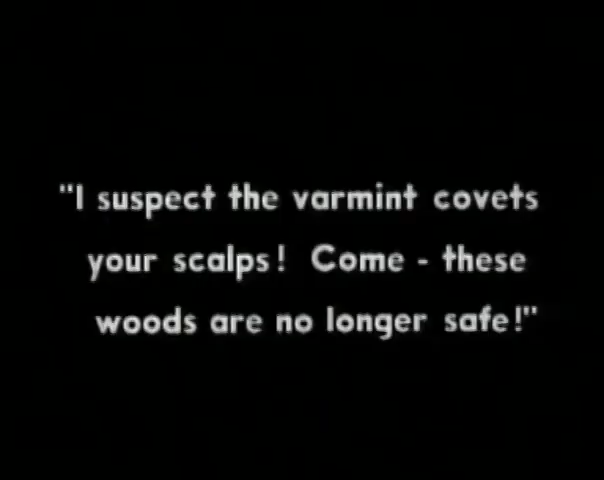 "I suspect the varmint covets
your scalps! Come - these
woods are no longer safe!"